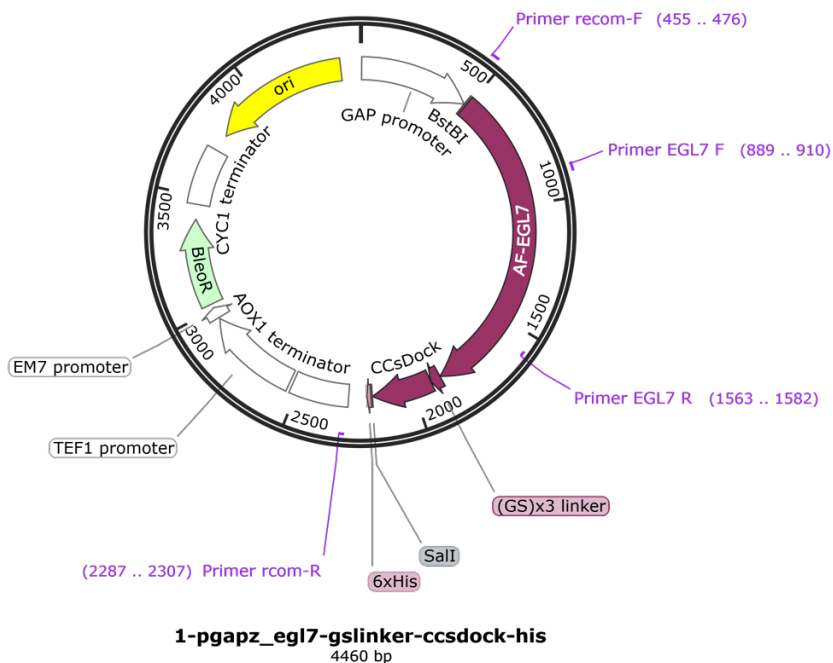 Primer recom-F (455 .. 476)
4000
ori
500
GAP promoter
BstBI
Primer EGL7 F (889 .. 910)
1000
CYC1 terminator
3500
AF-EGL7
BleoR
AOX1 terminator
1500
3000
CCsDock
EM7 promoter
Primer EGL7 R (1563 .. 1582)
2000
2500
TEF1 promoter
(GS)x3 linker
SalI
(2287 .. 2307) Primer rcom-R
6xHis
1-pgapz_egl7-gslinker-ccsdock-his
4460 bp